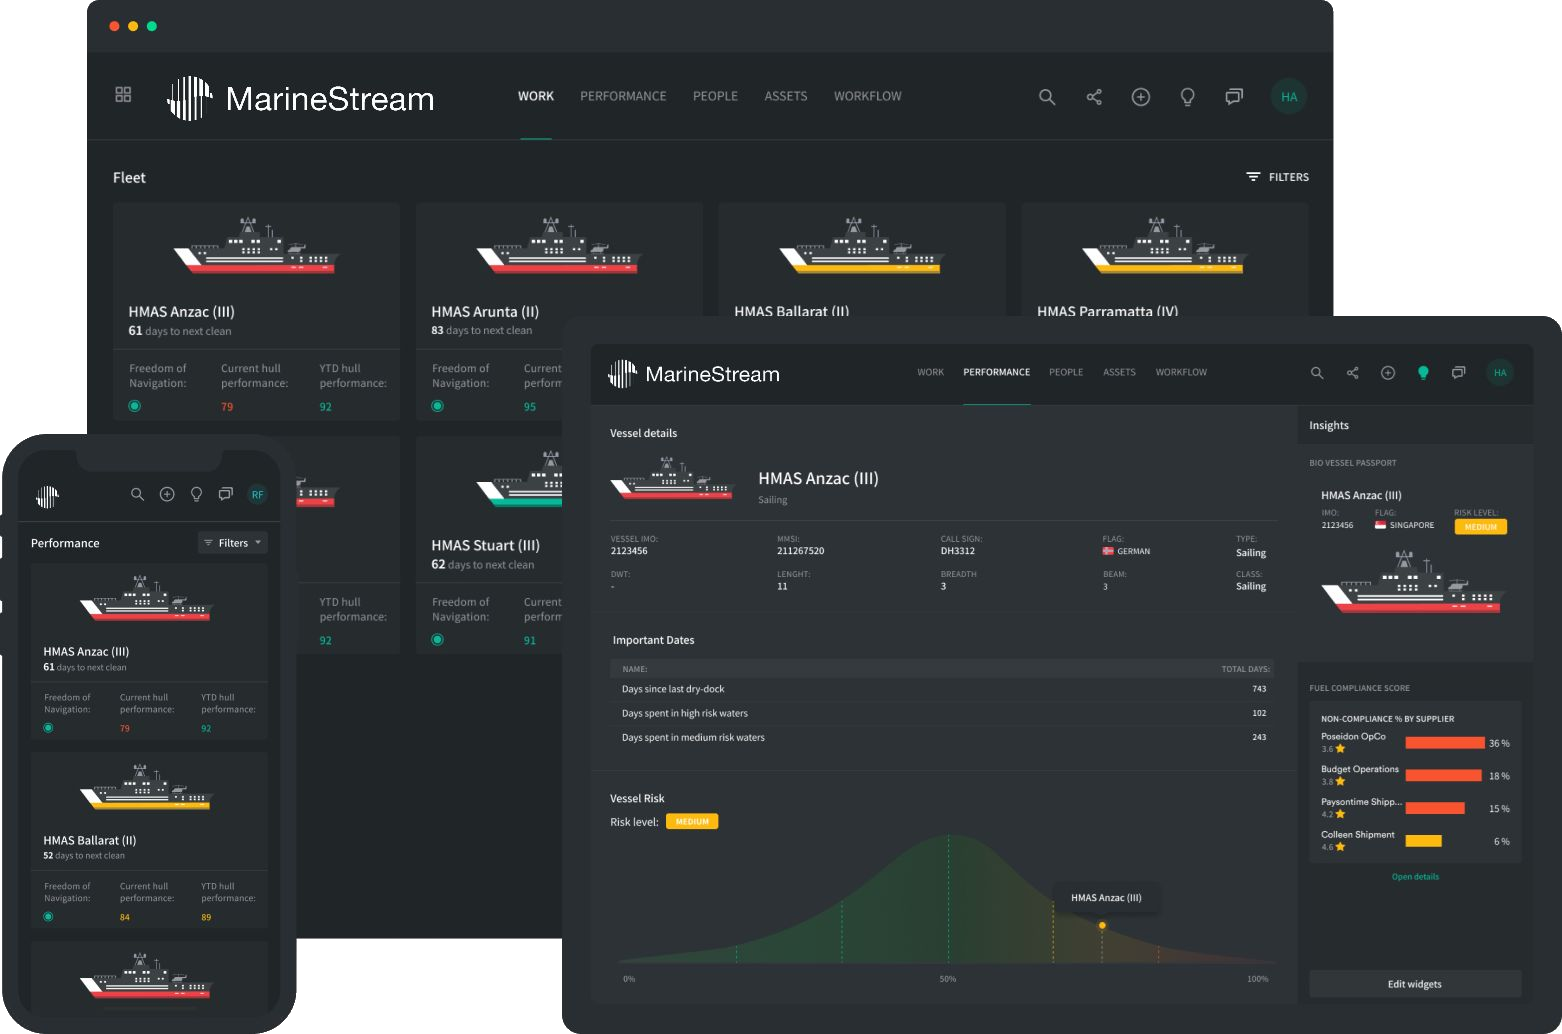 MarineStream
WORK PERFORMANCE PEOPLE ASSETS WORKFLOW
HA
Fleet
FILTERS
HMAS Anzac (III)
61 days to next clean
Freedom of Navigation:
Current hull performance:
79
YTD hull performance:
92
HMAS Arunta (II)
83 days to next clean
Freedom of Navigation:
Curren
perforn
95
HMAS Ballarat (II)
HMAS Parramatta (IV)
YTD hull performance:
92
HMAS Stuart (III)
62 days to next clean
Freedom of Navigation:
Curren
perforn
91
RF
Performance
Filters
HMAS Anzac (III)
61 days to next clean
Freedom of Navigation:
Current hull performance:
79
YTD hull performance:
92
HMAS Ballarat (II)
52 days to next clean
Freedom of Navigation:
Current hull performance:
84
YTD hull performance:
89
MarineStream
WORK PERFORMANCE PEOPLE ASSETS WORKFLOW
HA
Vessel details
HMAS Anzac (III)
Sailing
VESSEL IMO:
2123456
MMSI:
211267520
CALL SIGN:
DH3312
FLAG:
GERMAN
TYPE:
Sailing
DWT:
-
LENGHT:
11
BREADTH
3
BEAM:
3
CLASS:
Sailing
Important Dates
NAME: TOTAL DAYS:
Days since last dry-dock 743
Days spent in high risk waters 102
Days spent in medium risk waters 243
Vessel Risk
Risk level: MEDIUM
HMAS Anzac (III)
0% 50% 100%
Insights
BIO VESSEL PASSPORT
HMAS Anzac (III)
IMO:
2123456
FLAG:
SINGAPORE
RISK LEVEL:
MEDIUM
FUEL COMPLIANCE SCORE
NON-COMPLIANCE % BY SUPPLIER
Poseidon OpCo
3.6
36 %
Budget Operations
3.8
18 %
Paysontime Shipp...
4.2
15 %
Colleen Shipment
4.6
6 %
Open details
Edit widgets